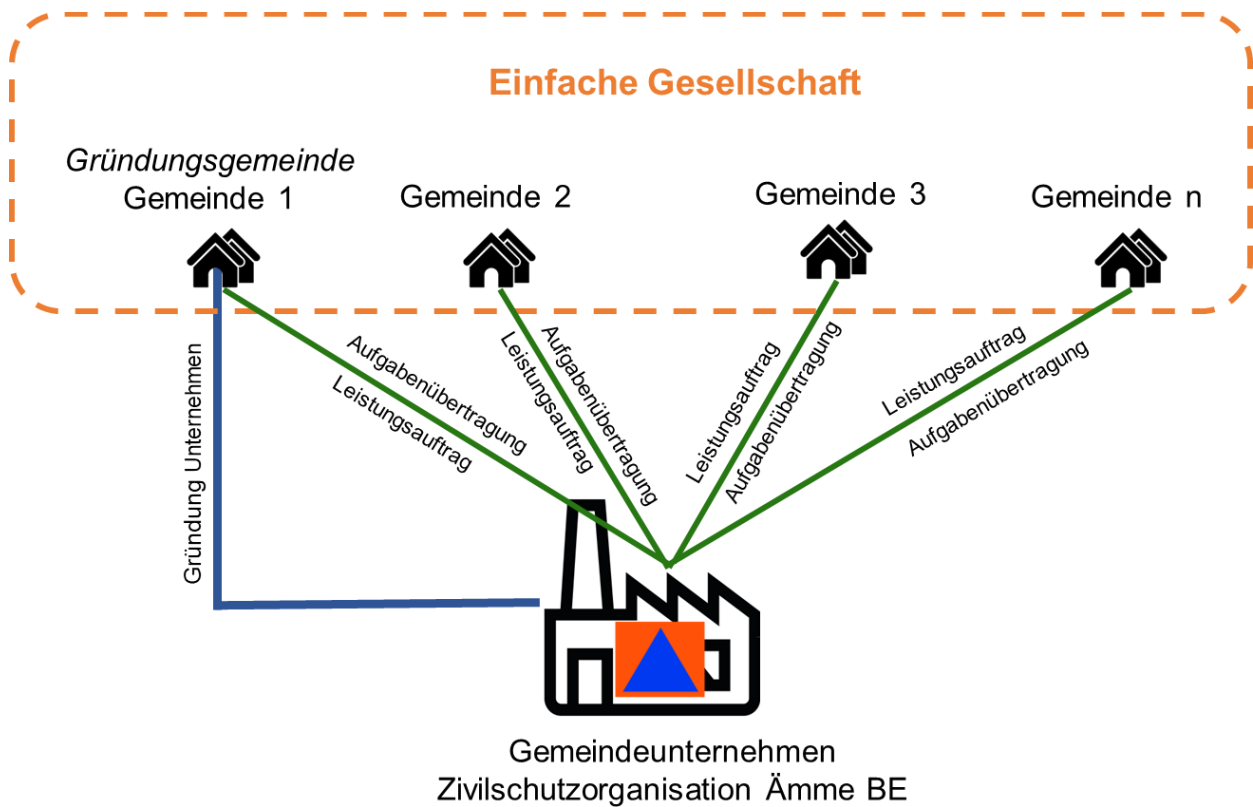 Einfache Gesellschaft
Gründungsgemeinde
Gemeinde 1
Gemeinde 2
Gemeinde 3
Gemeinde n
Gründung Unternehmen
Aufgabenübertragung
Leistungsauftrag
Aufgabenübertragung
Leistungsauftrag
Leistungsauftrag
Aufgabenübertragung
Leistungsauftrag
Aufgabenübertragung
Gemeindeunternehmen
Zivilschutzorganisation Ämme BE